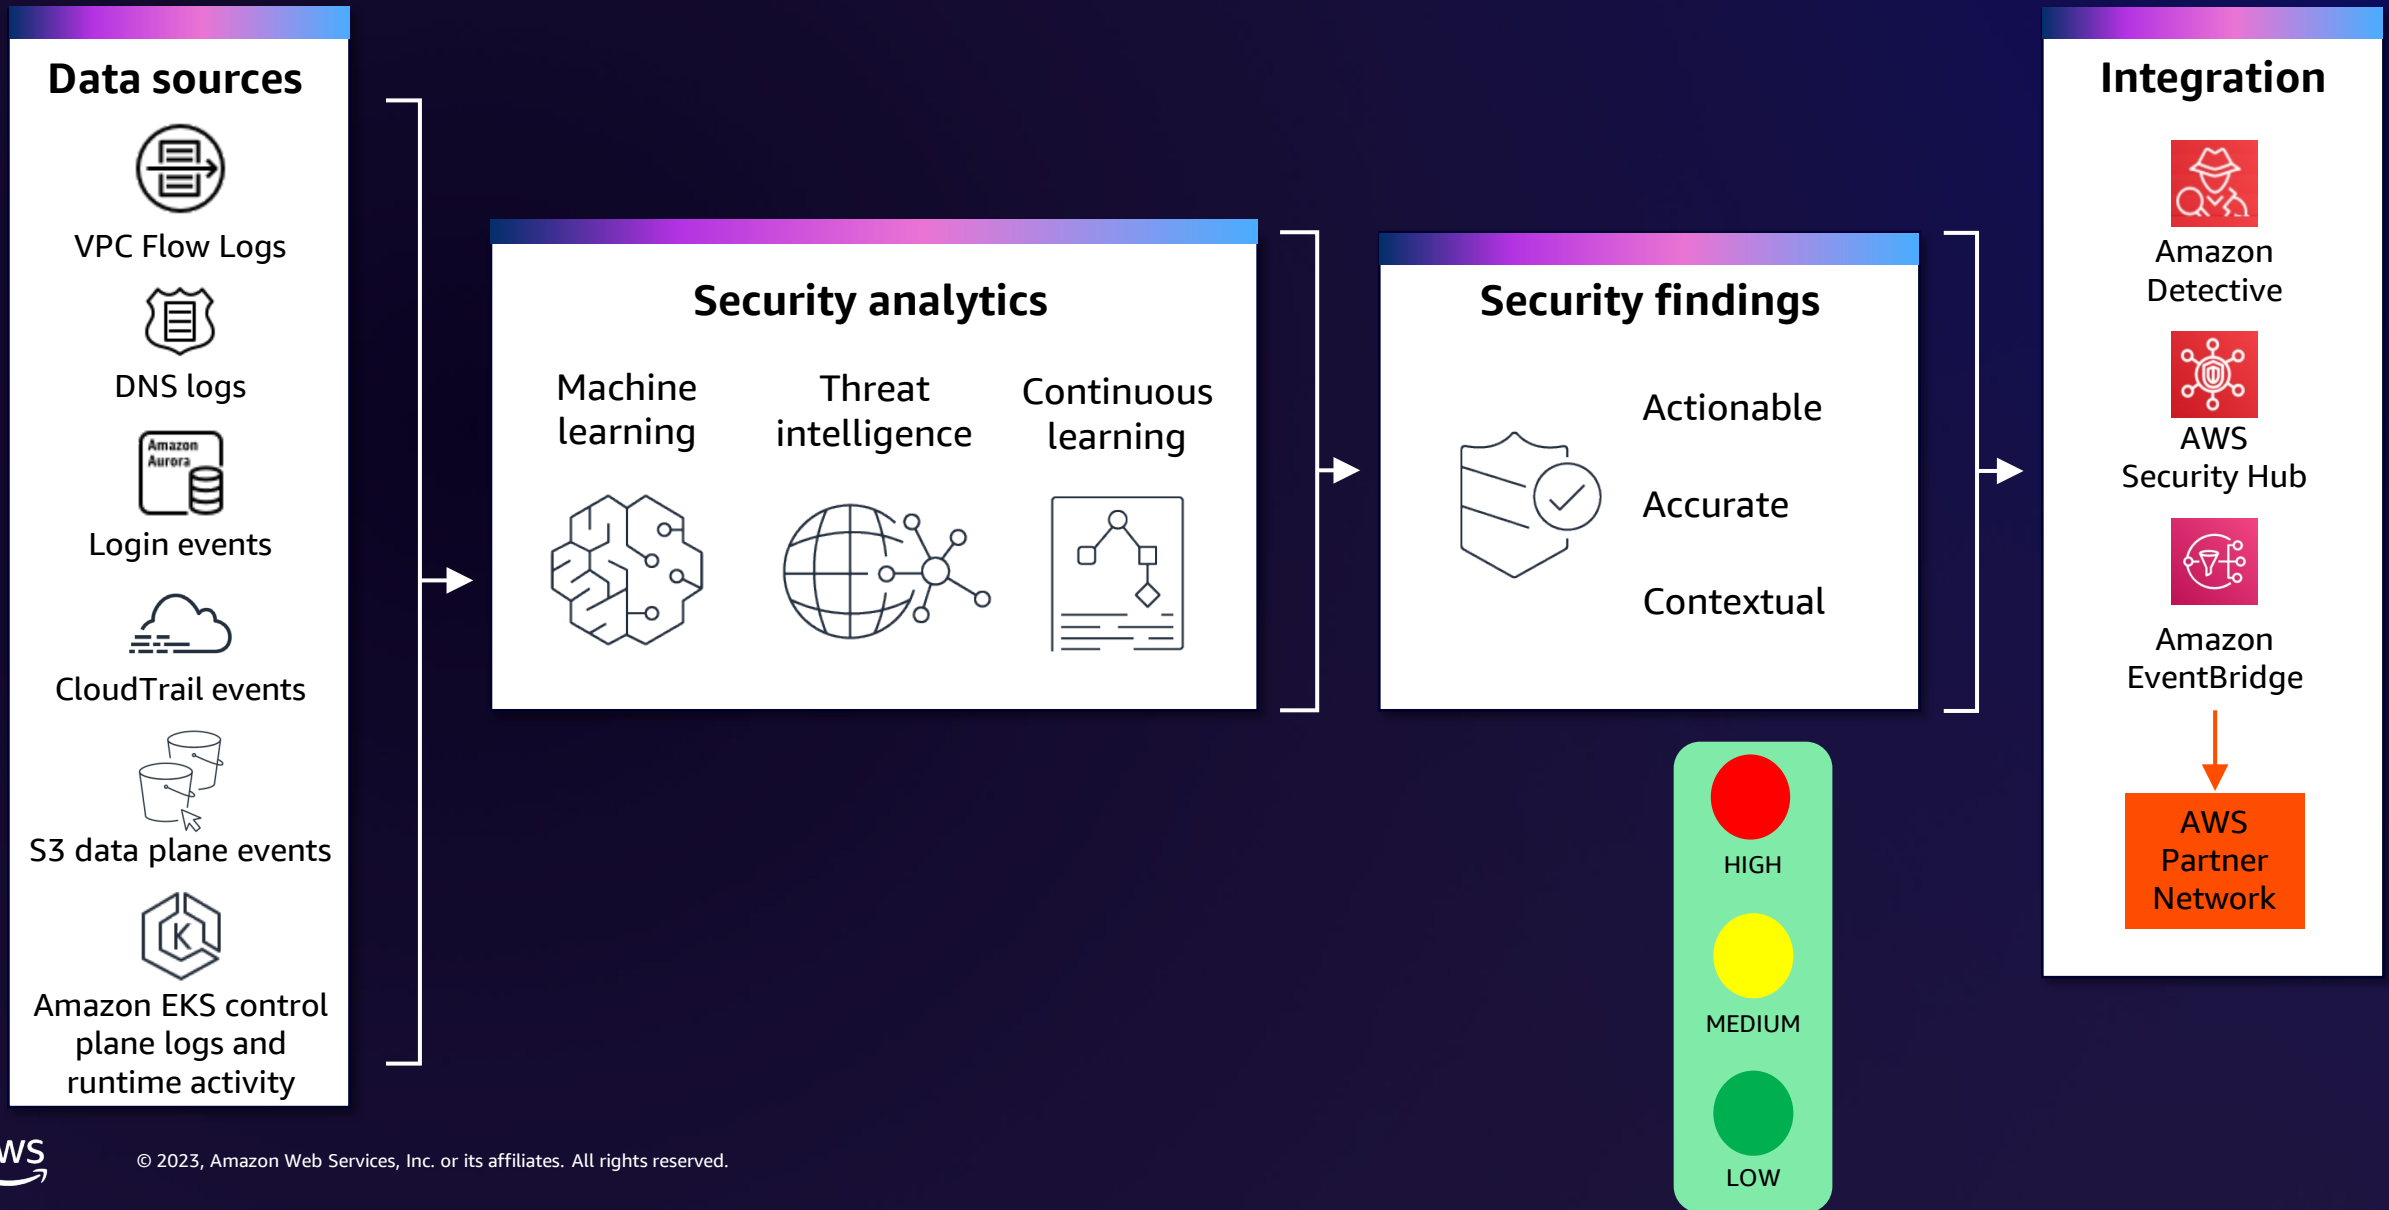 Data sources
VPC Flow Logs
DNS logs
Amazon
Aurora
Login events
CloudTrail events
S3 data plane events
K
Amazon EKS control
plane logs and
runtime activity
Security analytics
Machine
learning
Threat
intelligence
Continuous
learning
Security findings
Actionable
Accurate
Contextual
HIGH
MEDIUM
LOW
Integration
Amazon
Detective
AWS
Security Hub
Amazon
EventBridge
AWS
Partner
Network
ws
© 2023, Amazon Web Services, Inc. or its affiliates. All rights reserved.